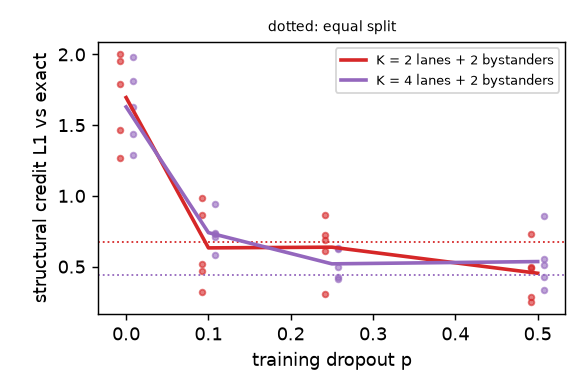 dotted: equal split
K = 2 lanes + 2 bystanders
K = 4 lanes + 2 bystanders
structural credit L1 vs exact
2.0
1.5
1.0
0.5
0.0
0.1
0.2
0.3
0.4
0.5
training dropout p